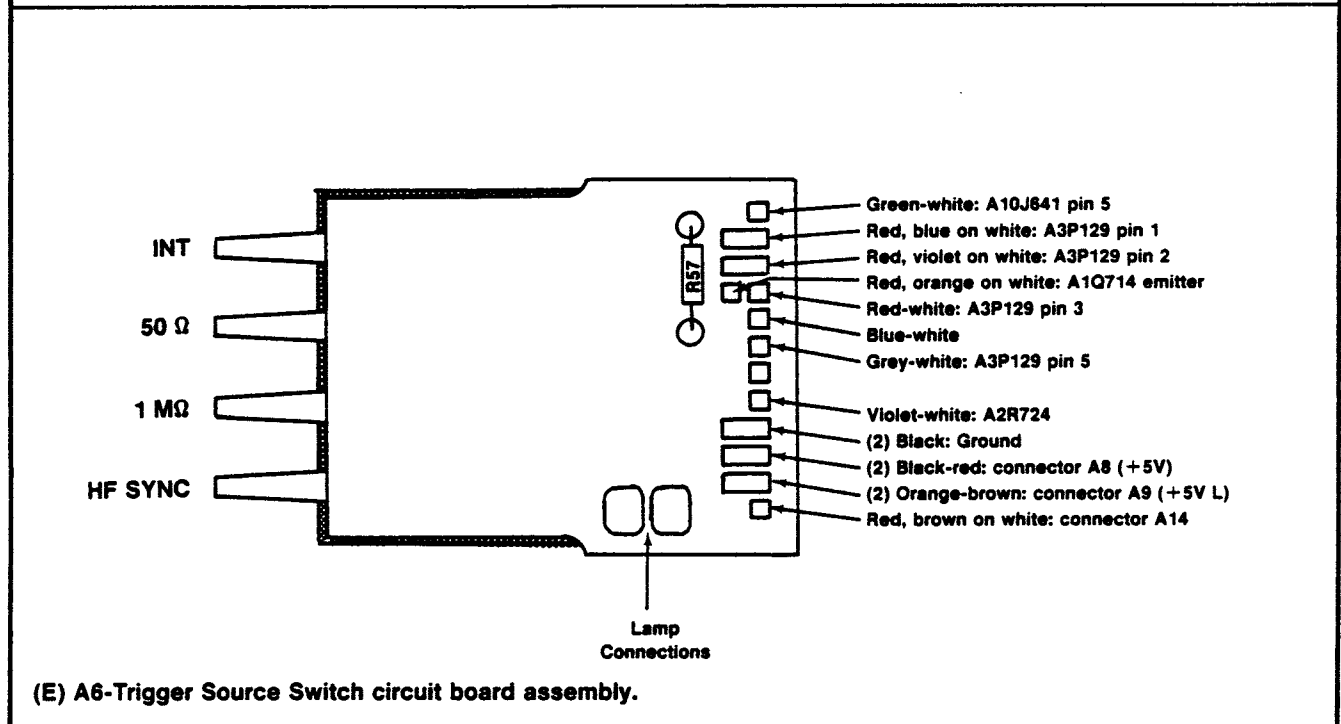 INT
50 Ω
1 MΩ
HF SYNC
R57
Green-white: A10J641 pin 5
Red, blue on white: A3P129 pin 1
Red, violet on white: A3P129 pin 2
Red, orange on white: A1Q714 emitter
Red-white: A3P129 pin 3
Blue-white
Grey-white: A3P129 pin 5
Violet-white: A2R724
(2) Black: Ground
(2) Black-red: connector A8 (+5V)
(2) Orange-brown: connector A9 (+5V L)
Red, brown on white: connector A14
Lamp
Connections
(E) A6-Trigger Source Switch circuit board assembly.